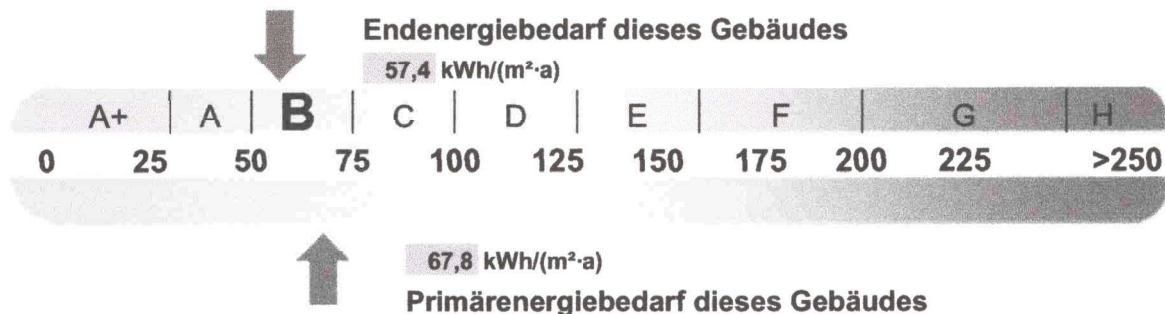 Endenergiebedarf dieses Gebäudes
57,4 kWh/(m²·a)
A+ A B C D E F G H
0 25 50 75 100 125 150 175 200 225 >250
67,8 kWh/(m²·a)
Primärenergiebedarf dieses Gebäudes